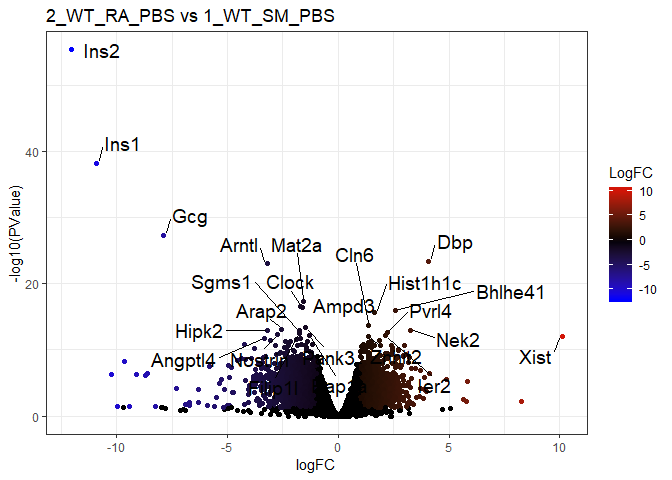 2_WT_RA_PBS vs 1_WT_SM_PBS
Ins2
Ins1
Gcg
Arntl
Mat2a
Cln6
Dbp
Sgms1
Clock
Hist1h1c
Bhlhe41
Arap2
Ampd3
Pvrl4
Hipk2
Nek2
Angptl4
Xist
Ier2
-log10(PValue)
40
20
0
-10
-5
0
5
10
logFC
LogFC
10
5
0
-5
-10